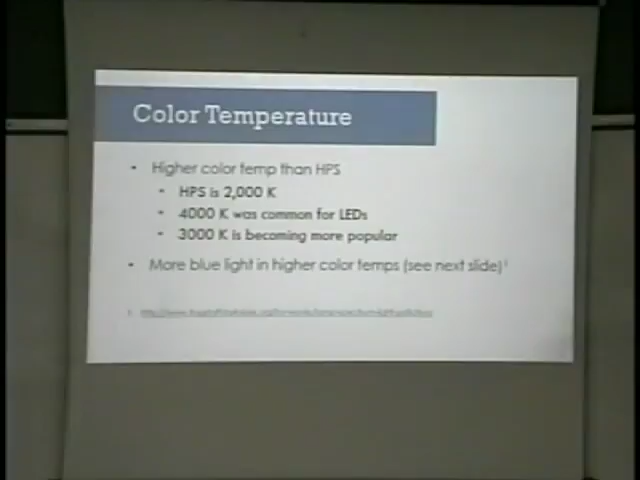 Color Temperature
• Higher color temp than HPS
• HPS is 2,000 K
• 4000 K was common for LEDs
• 3000 K is becoming more popular
• More blue light in higher color temps (see next slide)¹